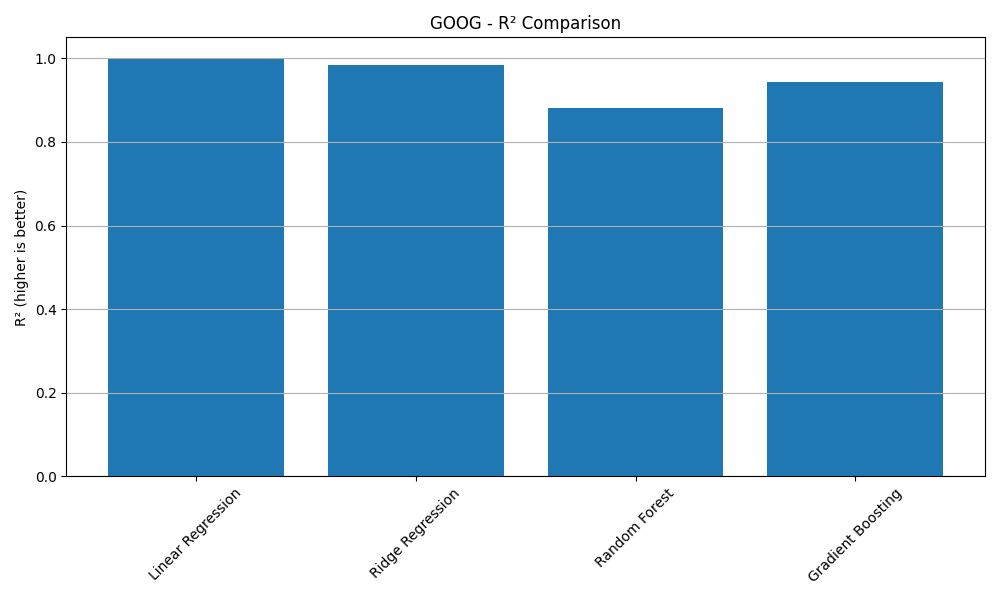 GOOG - R² Comparison
R² (higher is better)
1.0
0.8
0.6
0.4
0.2
0.0
Linear Regression
Ridge Regression
Random Forest
Gradient Boosting